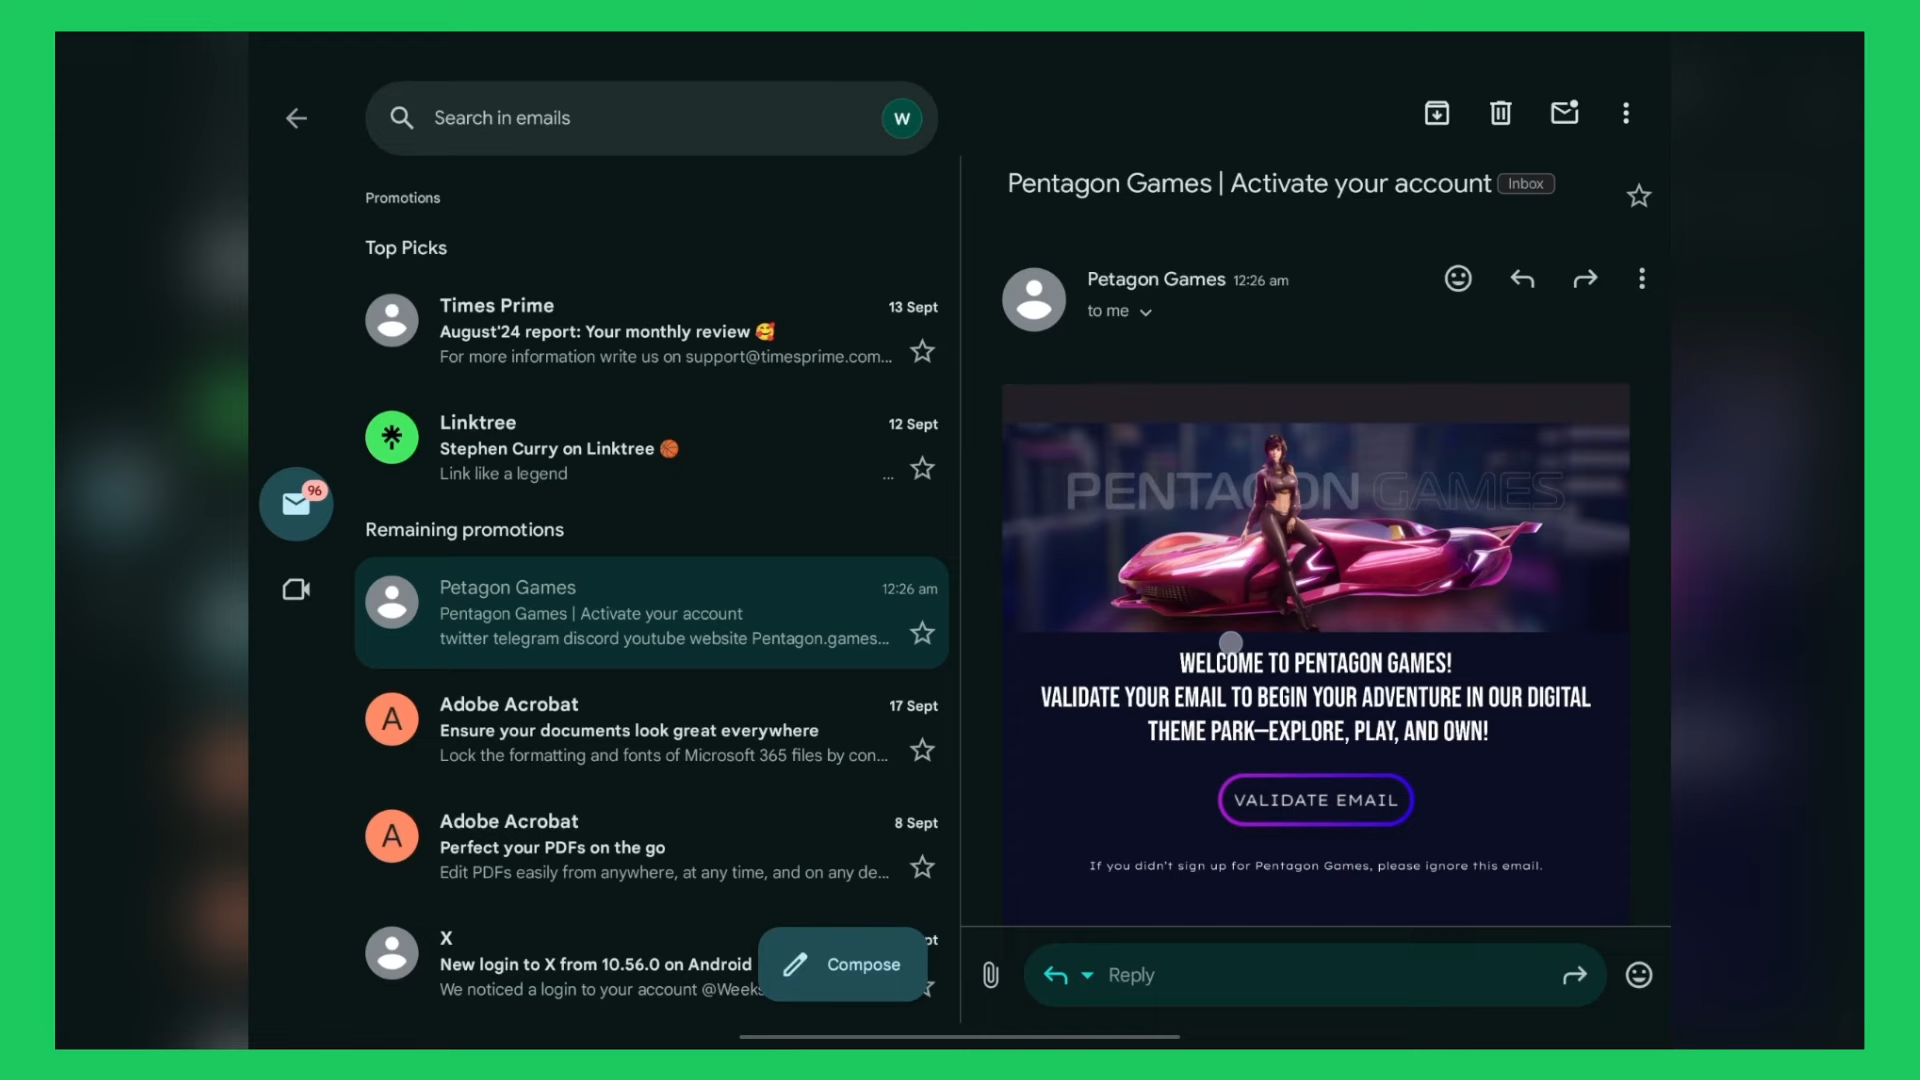 Search in emails
W
Promotions
Top Picks
Times Prime
13 Sept
August'24 report: Your monthly review 🥰
For more information write us on support@timesprime.com...
Linktree
12 Sept
Stephen Curry on Linktree 🏀
Link like a legend
...
96
Remaining promotions
Petagon Games
12:26 am
Pentagon Games | Activate your account
twitter telegram discord youtube website Pentagon.games...
A
Adobe Acrobat
17 Sept
Ensure your documents look great everywhere
Lock the formatting and fonts of Microsoft 365 files by con...
A
Adobe Acrobat
8 Sept
Perfect your PDFs on the go
Edit PDFs easily from anywhere, at any time, and on any de...
X
New login to X from 10.56.0 on Android
We noticed a login to your account
Compose
Pentagon Games | Activate your account
Inbox
Petagon Games 12:26 am
to me
PENTAGON GAMES
WELCOME TO PENTAGON GAMES!
VALIDATE YOUR EMAIL TO BEGIN YOUR ADVENTURE IN OUR DIGITAL
THEME PARK—EXPLORE, PLAY, AND OWN!
VALIDATE EMAIL
If you didn't sign up for Pentagon Games, please ignore this email.
Reply